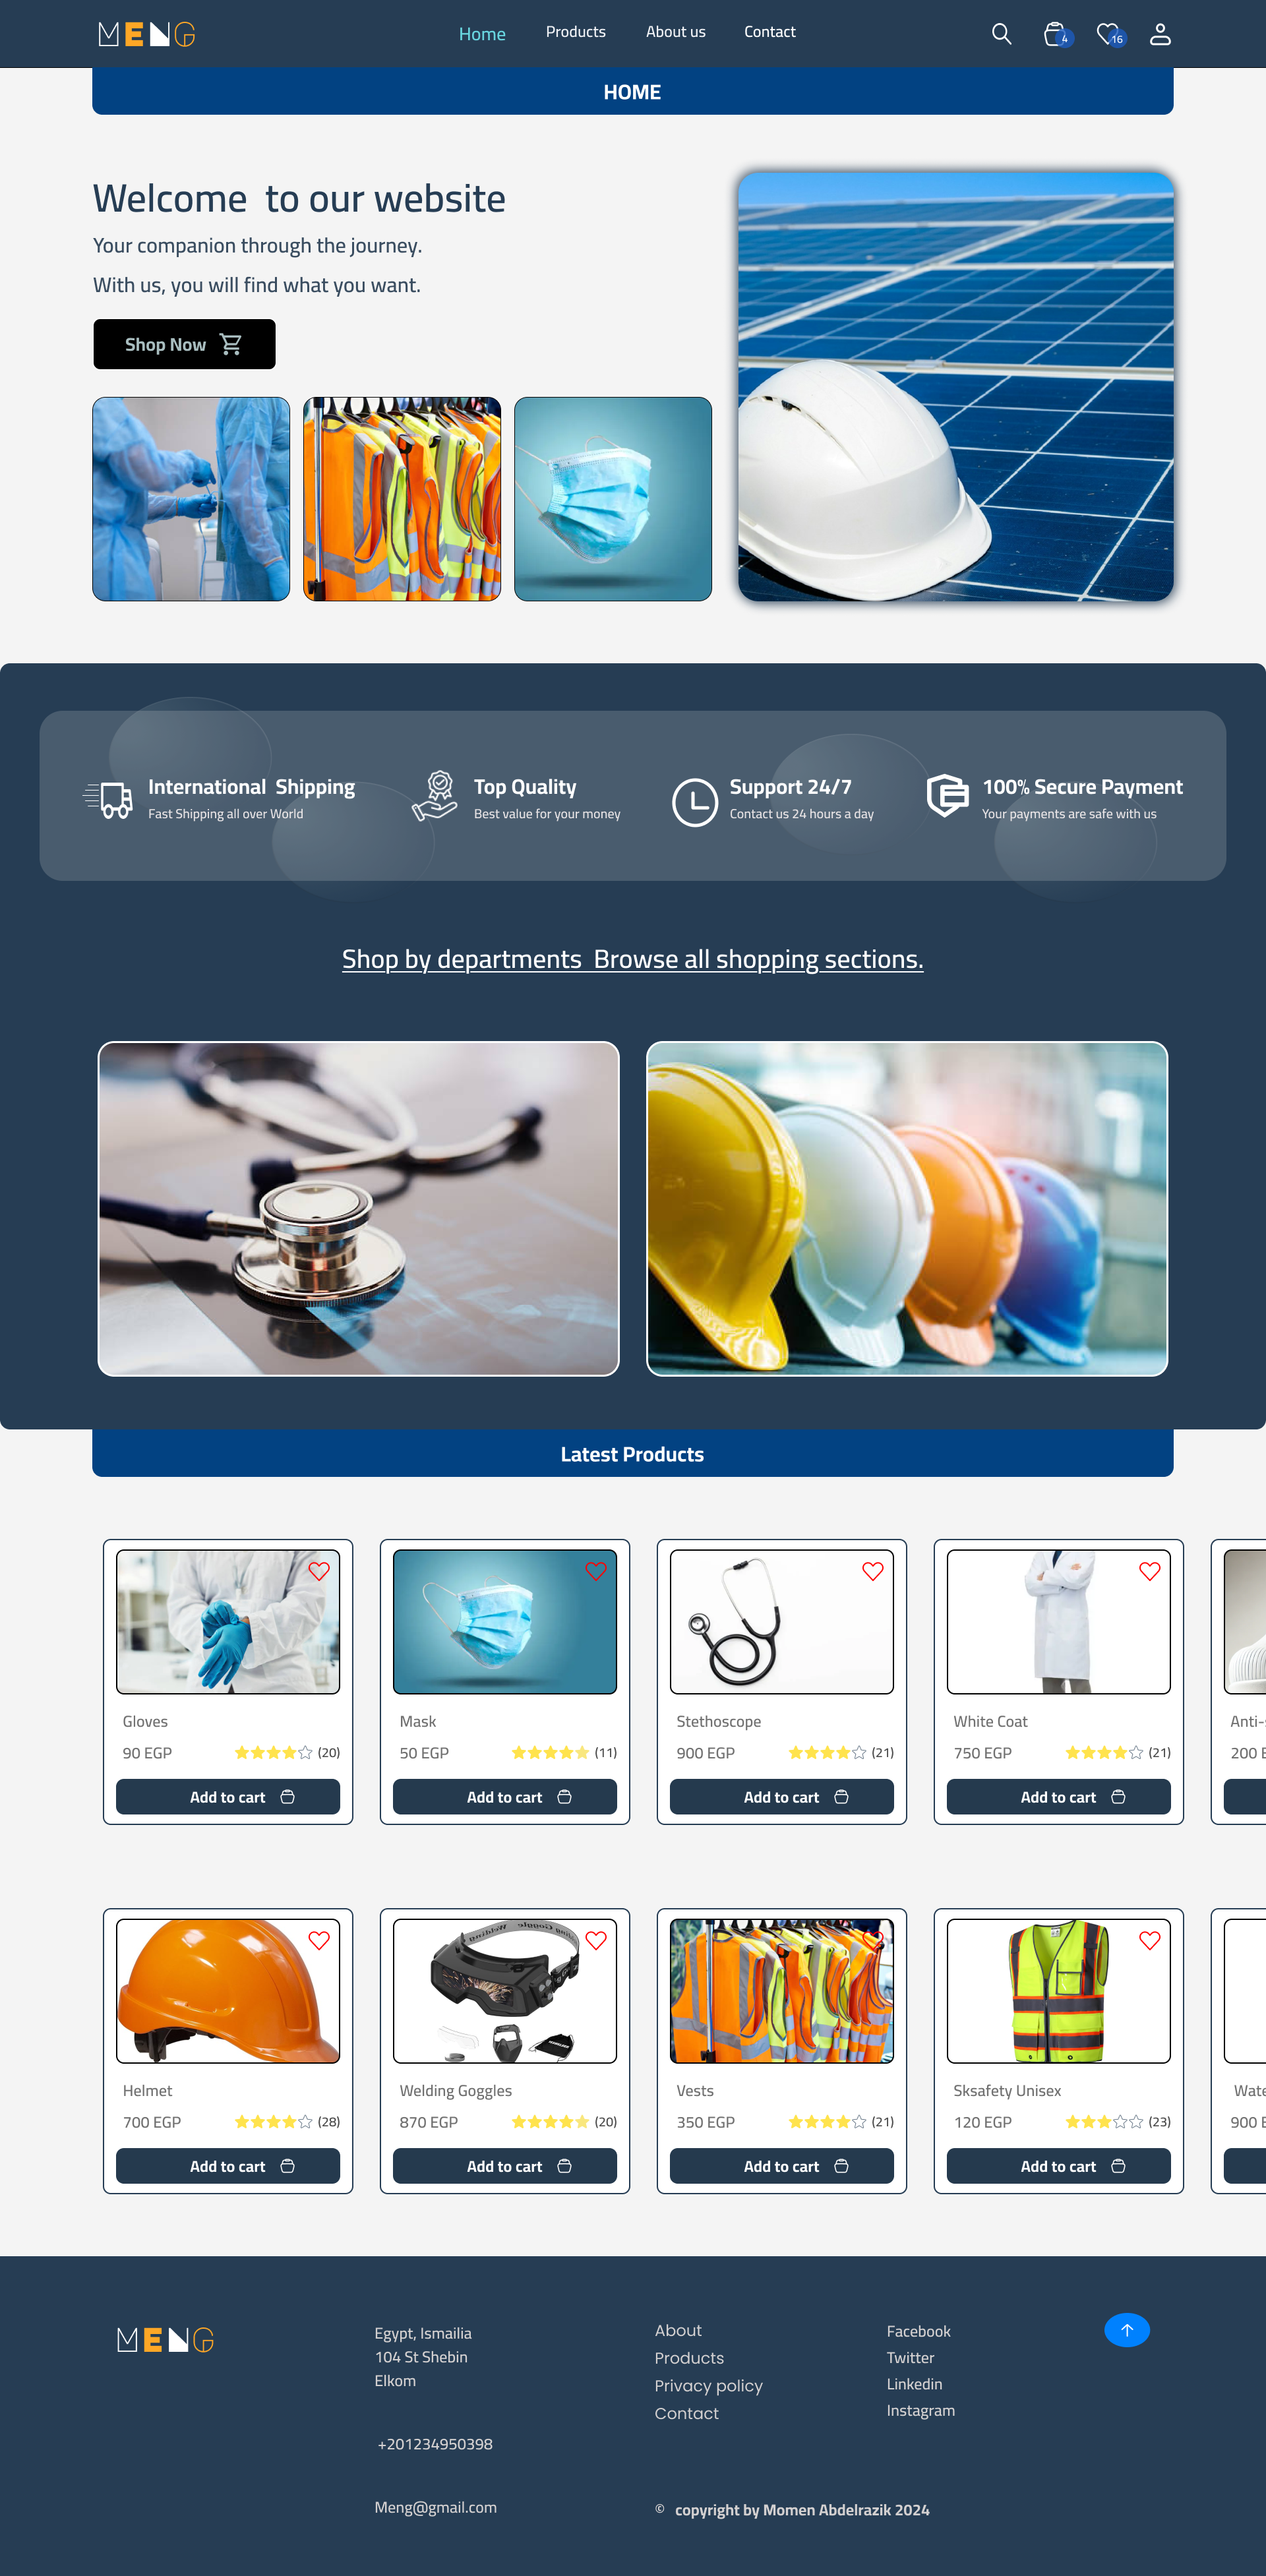 MENG
Home Products About us Contact
4 16
HOME
Welcome to our website
Your companion through the journey.
With us, you will find what you want.
Shop Now
International Shipping
Fast Shipping all over World
Top Quality
Best value for your money
Support 24/7
Contact us 24 hours a day
100% Secure Payment
Your payments are safe with us
Shop by departments Browse all shopping sections.
Latest Products
Gloves
90 EGP (20)
Add to cart
Mask
50 EGP (11)
Add to cart
Stethoscope
900 EGP (21)
Add to cart
White Coat
750 EGP (21)
Add to cart
Anti-
200
Helmet
700 EGP (28)
Add to cart
Welding Goggles
870 EGP (20)
Add to cart
Vests
350 EGP (21)
Add to cart
Sksafety Unisex
120 EGP (23)
Add to cart
Wate
900
MENG
Egypt, Ismailia
104 St Shebin
Elkom
+201234950398
Meng@gmail.com
About
Products
Privacy policy
Contact
Facebook
Twitter
Linkedin
Instagram
© copyright by Momen Abdelrazik 2024